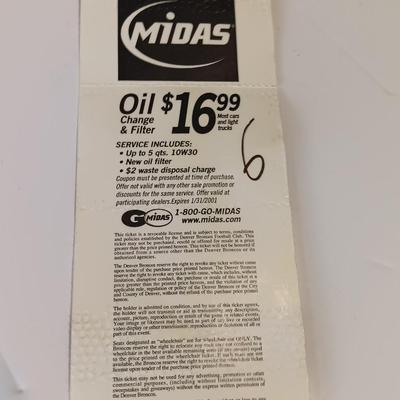 MIDAS
Oil
Change
& Filter
$16.99
Most cars
and light
trucks
SERVICE INCLUDES:
• Up to 5 qts. 10W30
• New oil filter
• $2 waste disposal charge
Coupon must be presented at time of purchase.
Offer not valid with any other sale promotion or
discounts for the same service. Offer valid at
participating dealers. Expires 1/31/2001
6
G MIDAS
1-800-GO-MIDAS
www.midas.com
This ticket is a revocable license and is subject to terms, conditions
and policies established by the Denver Broncos Football Club. This
ticket may not be purchased, resold or offered for resale at a price
greater than the price printed hereon. This ticket will not be honored if
obtained from a source other than the Denver Broncos or its
authorized agencies.
The Denver Broncos reserve the right to revoke any ticket without cause
upon tender of the purchase price printed hereon. The Denver Broncos
reserve the right to revoke any ticket with cause, which includes, without
limitation, disruptive conduct, the purchase or resale of this ticket at a
price greater than the price printed hereon, and the violation of any
applicable rule, regulation or policy of the Denver Broncos or the City
and County of Denver, without the refund of the purchase price printed
hereon.
The holder is admitted on condition, and by use of this ticket agrees,
the holder will not transmit or aid in transmitting any description,
account, picture, reproduction or result of the game or related events.
Your image or likeness may be used as part of any live or recorded
video display or other transmission, reproduction or fixation of all or
part of this event.
Seats designated as "wheelchair" are for wheelchair use ONLY. The
Broncos reserve the right to relocate any
wheelchair in the best available remaining seats
to the price printed on the wheelchair ticket. If such seats are not
available, the Broncos reserve the right to revoke the wheelchair ticket
upon tender of the purchase price printed hereon.
This ticket may not be used for any advertising, promotion or other
commercial purposes, (including without limitation contests,
sweepstakes and giveaways) without the express written permission of
the Denver Broncos.